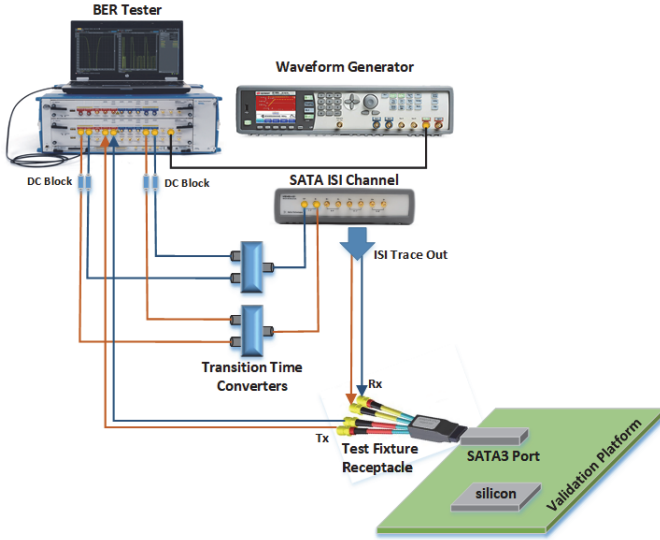 BER Tester
Waveform Generator
DC Block
DC Block
SATA ISI Channel
ISI Trace Out
Transition Time
Converters
Rx
Tx
Test Fixture
Receptacle
SATA3 Port
silicon
Validation Platform